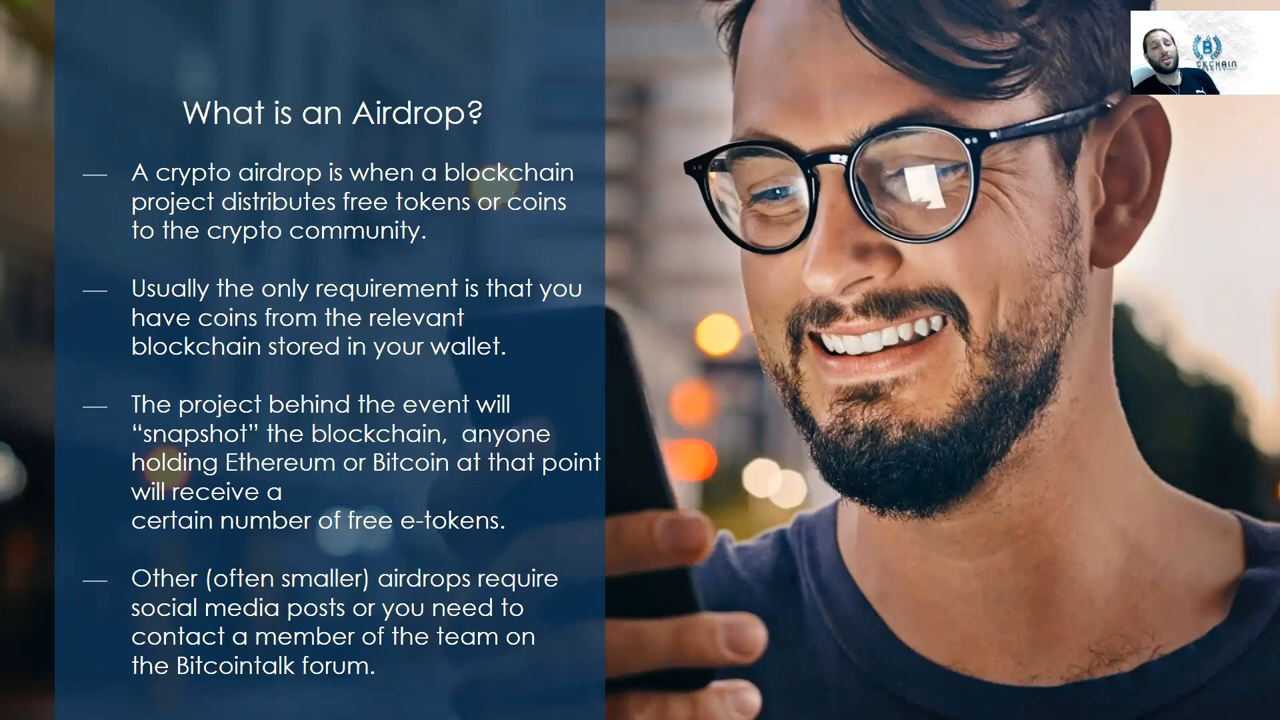 What is an Airdrop?
— A crypto airdrop is when a blockchain
project distributes free tokens or coins
to the crypto community.
— Usually the only requirement is that you
have coins from the relevant
blockchain stored in your wallet.
— The project behind the event will
“snapshot” the blockchain,  anyone
holding Ethereum or Bitcoin at that point
will receive a
certain number of free e-tokens.
— Other (often smaller) airdrops require
social media posts or you need to
contact a member of the team on
the Bitcointalk forum.
B
CKCHAIN